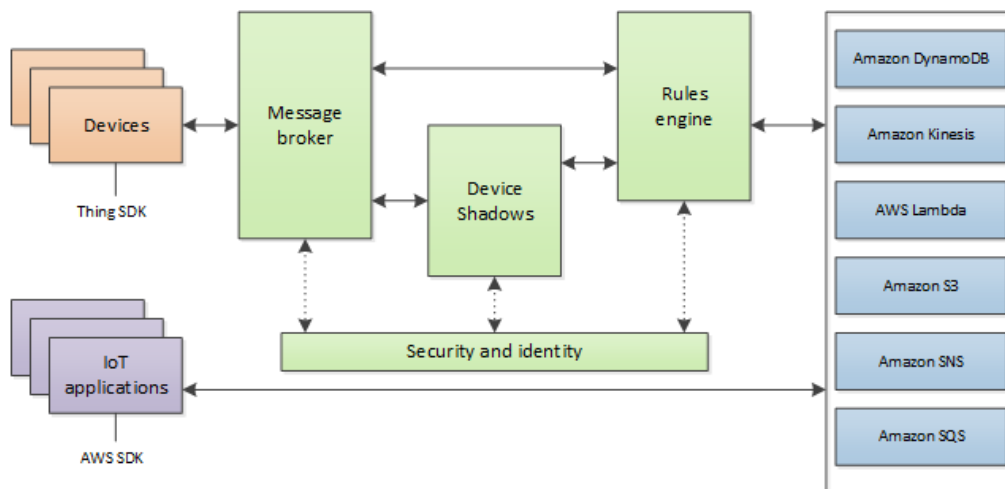 Devices
Thing SDK
Message
broker
Device
Shadows
Rules
engine
Security and identity
IoT
applications
AWS SDK
Amazon DynamoDB
Amazon Kinesis
AWS Lambda
Amazon S3
Amazon SNS
Amazon SQS